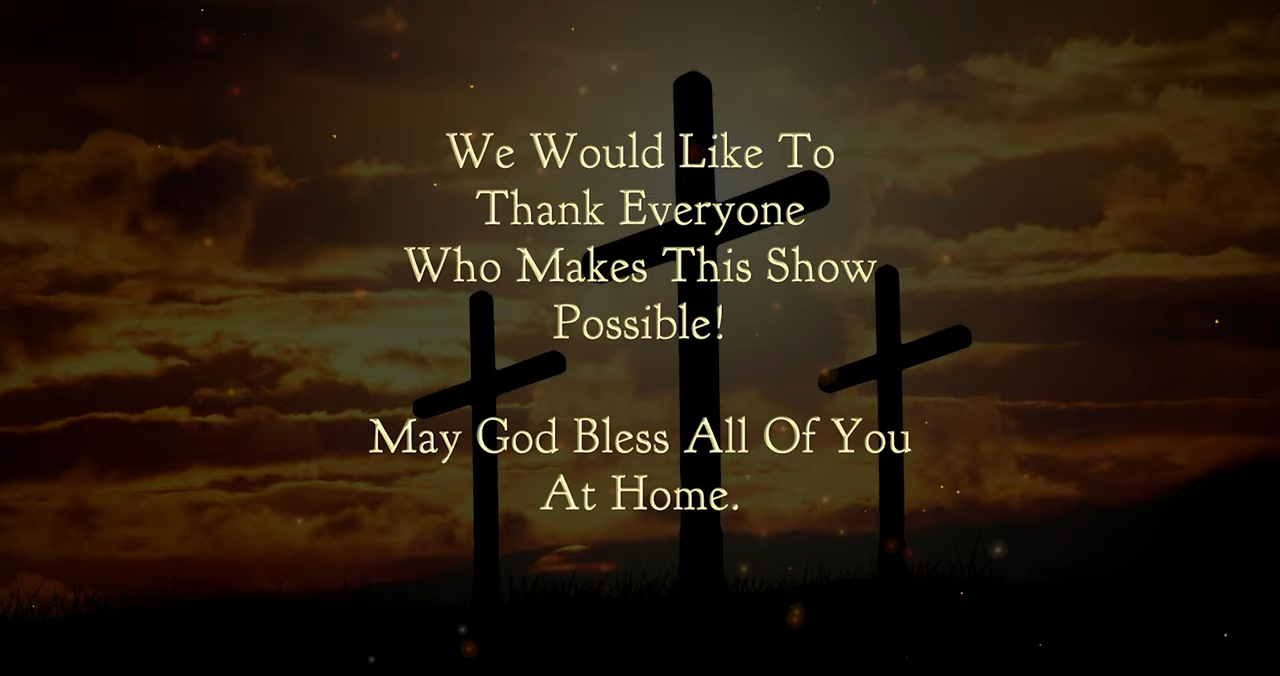 We Would Like To
Thank Everyone
Who Makes This Show
Possible!
May God Bless All Of You
At Home.